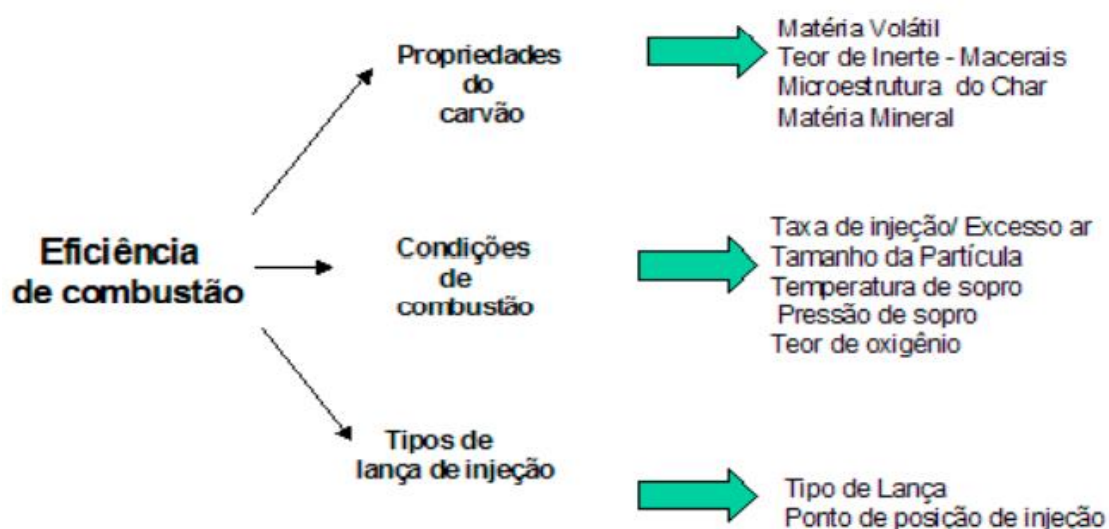 Eficiência
de combustão
Propriedades
do
carvão
Matéria Volátil
Teor de Inerte - Macerais
Microestrutura do Char
Matéria Mineral
Condições
de
combustão
Taxa de injeção/ Excesso ar
Tamanho da Partícula
Temperatura de sopro
Pressão de sopro
Teor de oxigênio
Tipos de
lança de injeção
Tipo de Lança
Ponto de posição de injeção